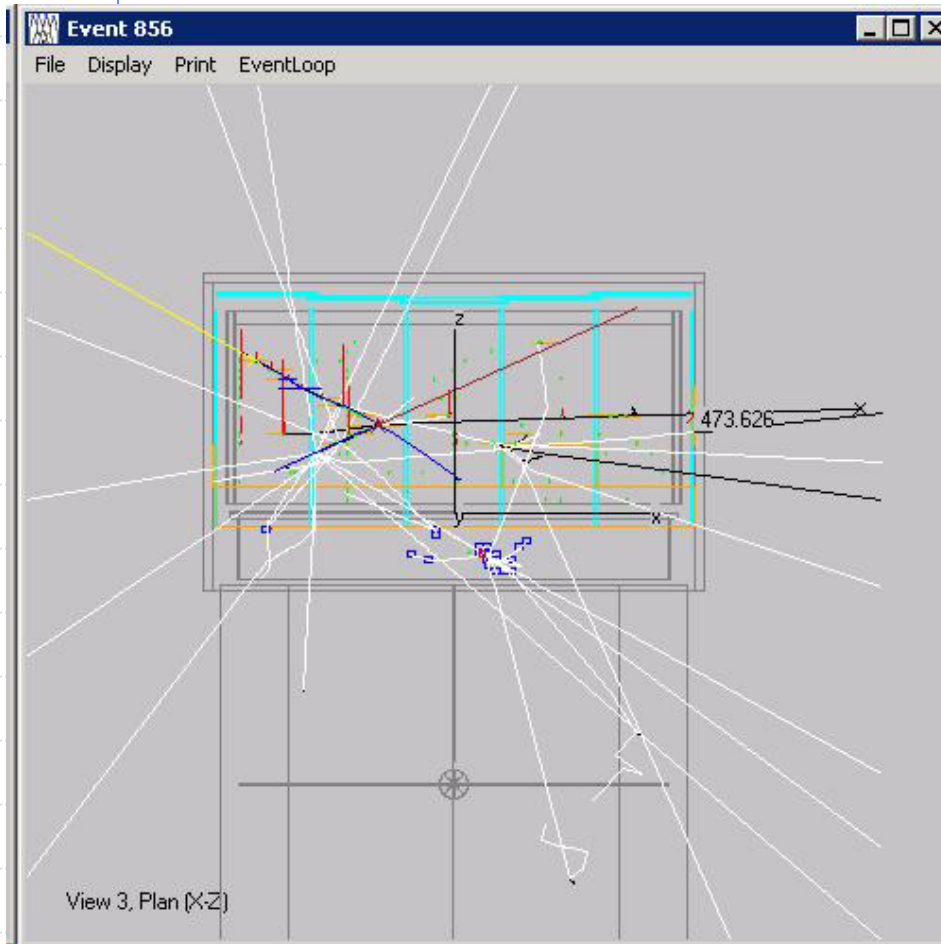 Event 856
File Display Print EventLoop
z
473.626
x
x
y
View 3, Plan (X-Z)